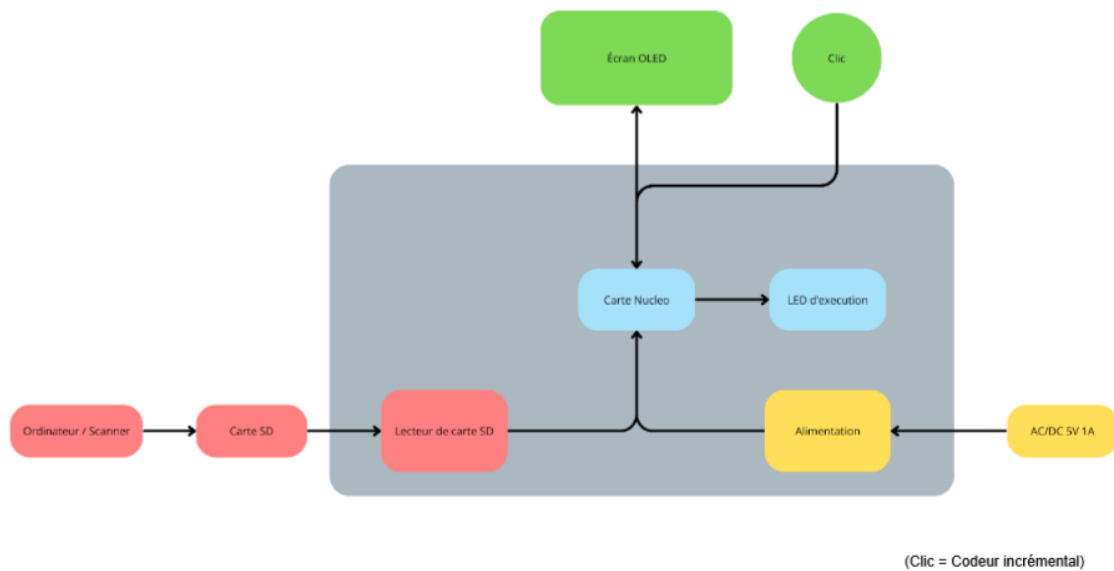 Écran OLED
Clic
Carte Nucleo
LED d'execution
Ordinateur / Scanner
Carte SD
Lecteur de carte SD
Alimentation
AC/DC 5V 1A
(Clic = Codeur incrémental)